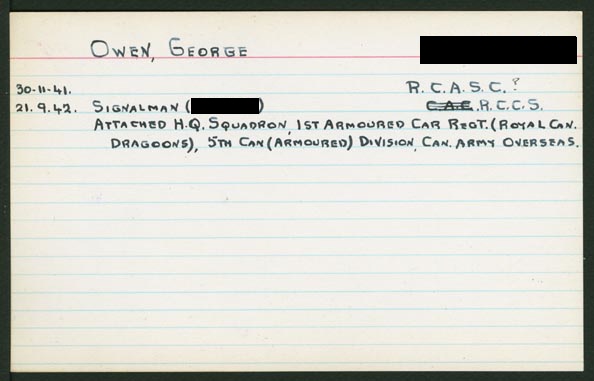 OWEN, GEORGE
30-11-41. R.C.A.S.C.?
21.9.42. SIGNALMAN ( ) C.A.C. R.C.C.S.
ATTACHED H.Q. SQUADRON, 1ST ARMOURED CAR REGT. (ROYAL CAN. DRAGOONS), 5TH CAN (ARMOURED) DIVISION, CAN. ARMY OVERSEAS.